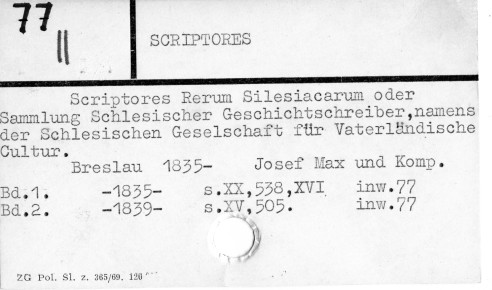 77
II
SCRIPTORES
Scriptores Rerum Silesiacarum oder
Sammlung Schlesischer Geschichtschreiber,namens
der Schlesischen Geselschaft für Vaterländische
Cultur.
Breslau 1835- Josef Max und Komp.
Bd.1. -1835- s.XX,538,XVI inw.77
Bd.2. -1839- s.XV,505. inw.77
ZG Pol. Sl. z. 365/69.